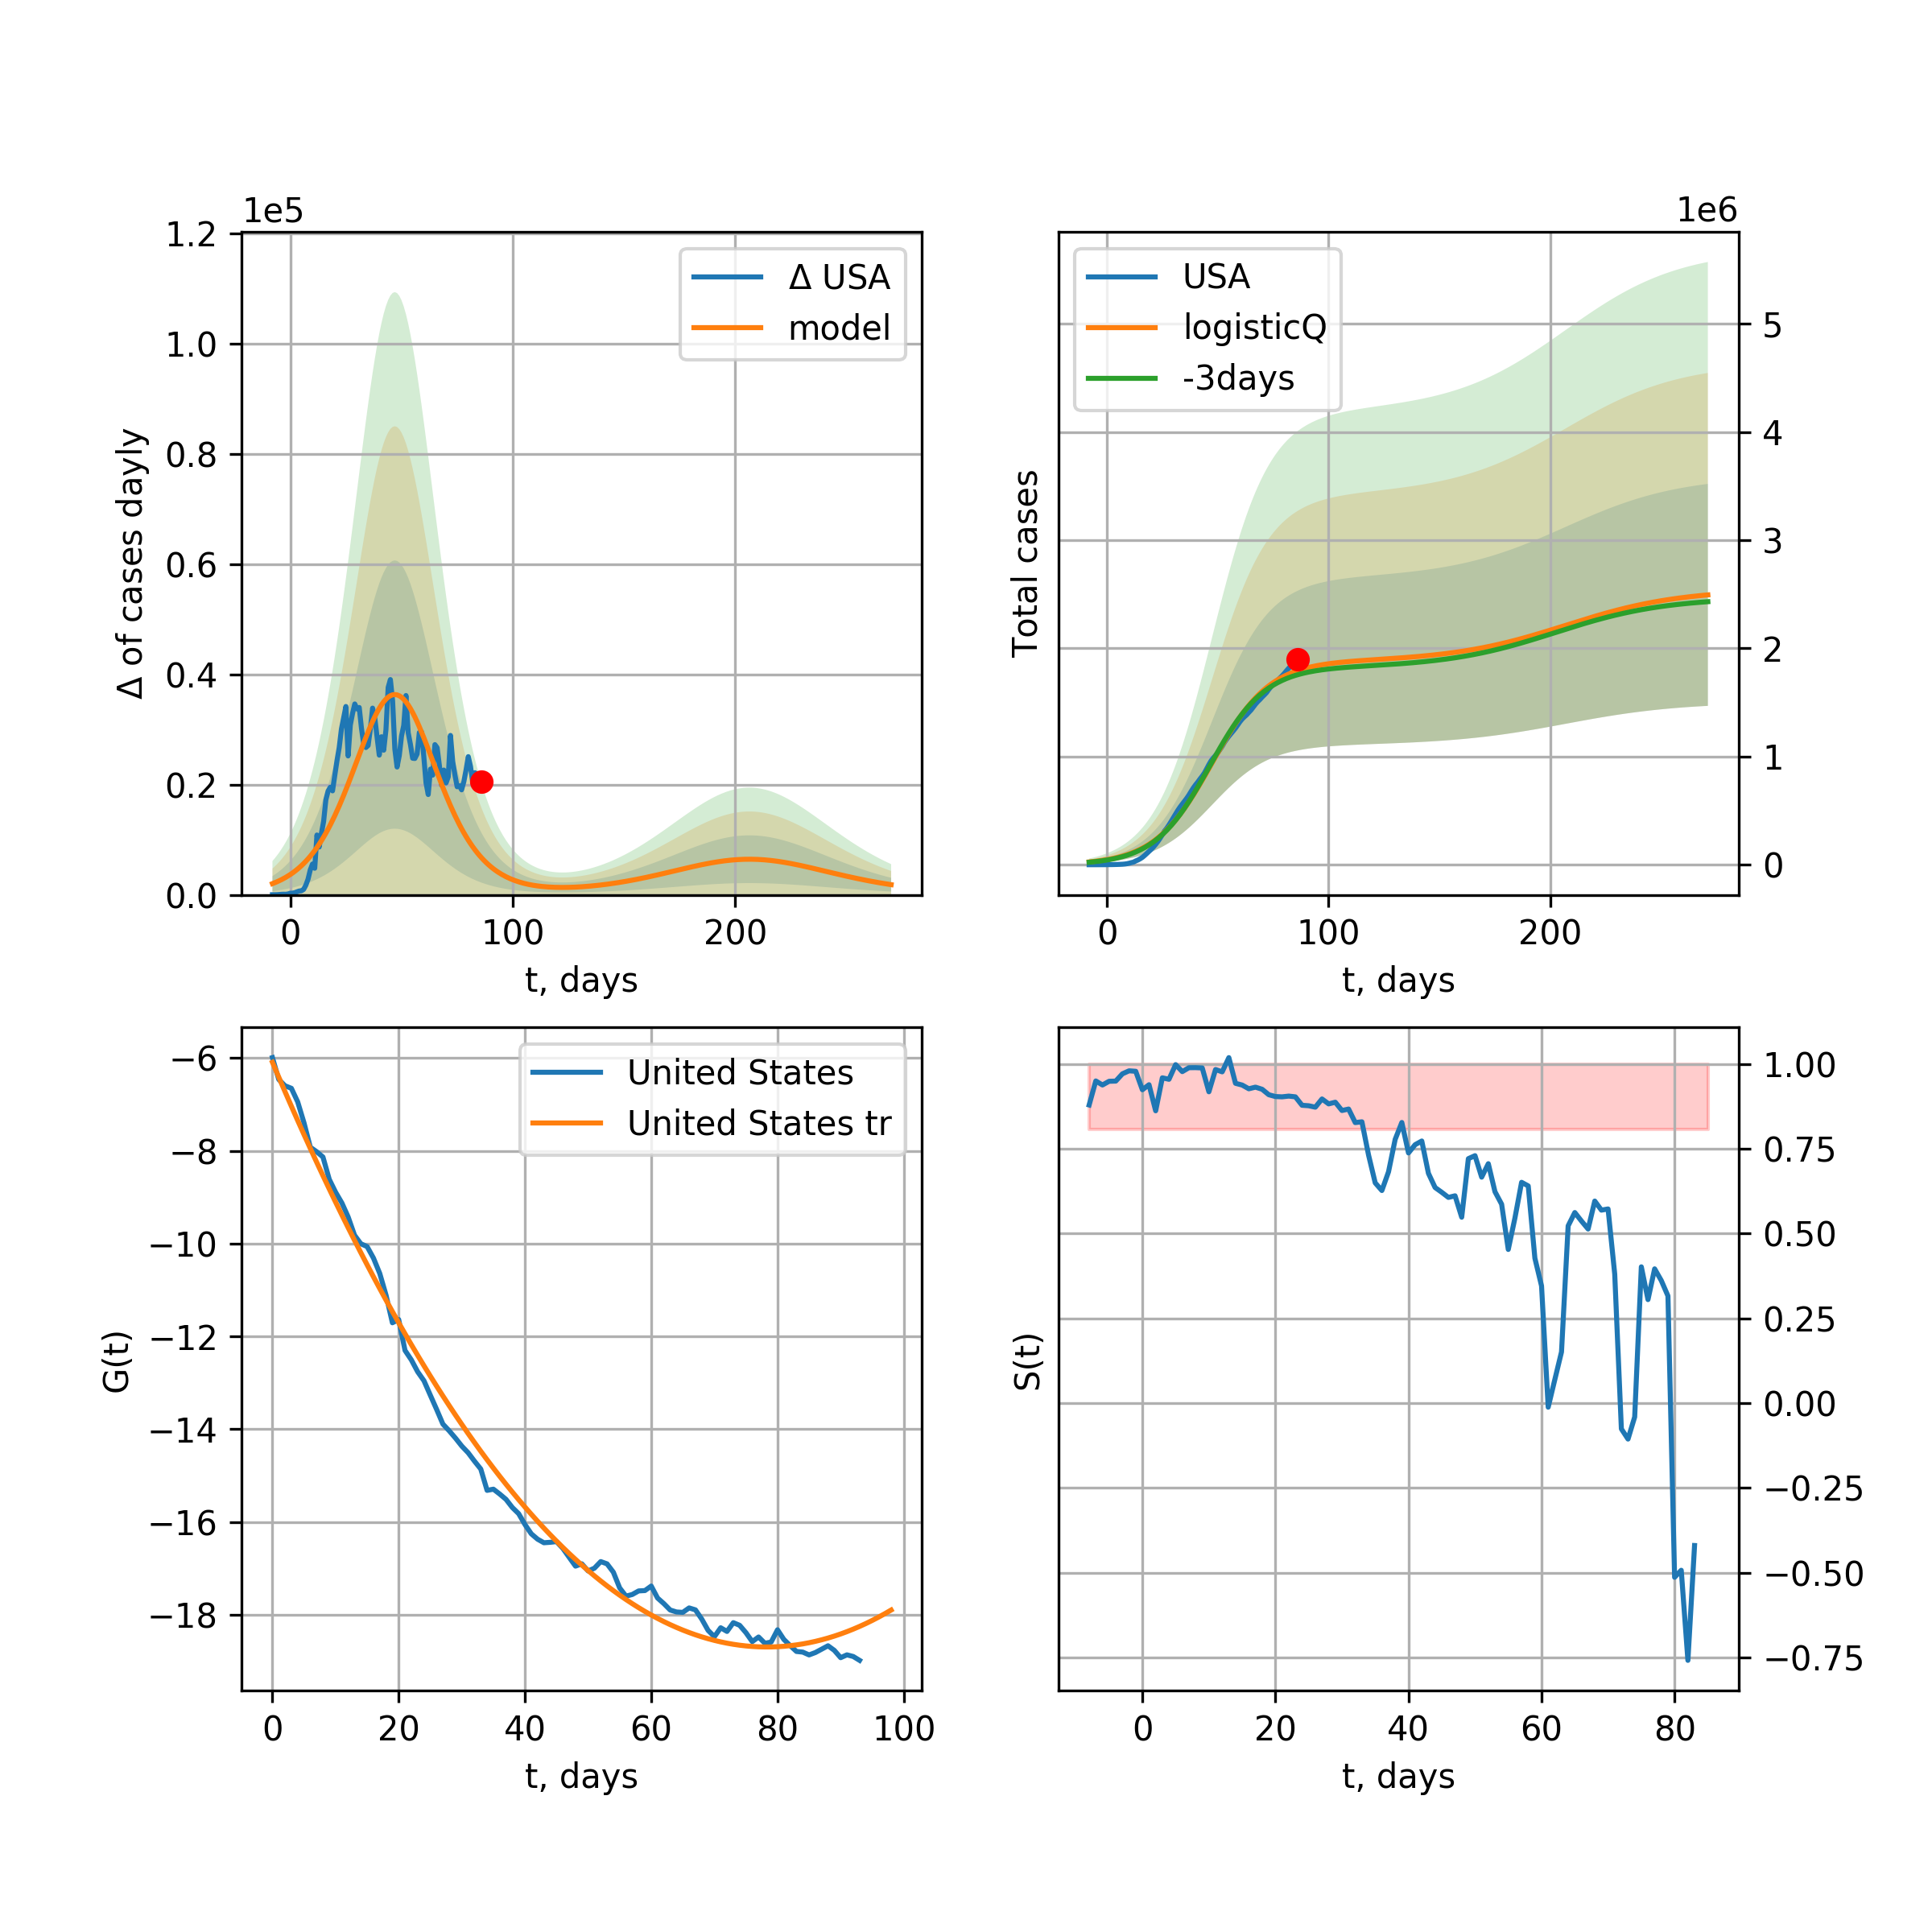 1e5
1.2
1.0
0.8
0.6
0.4
0.2
0.0
Δ of cases dayly
Δ USA
model
0 100 200
t, days
1e6
USA
logisticQ
-3days
Total cases
5
4
3
2
1
0
0 100 200
t, days
−6
−8
−10
−12
−14
−16
−18
G(t)
United States
United States tr
0 20 40 60 80 100
t, days
S(t)
1.00
0.75
0.50
0.25
0.00
−0.25
−0.50
−0.75
0 20 40 60 80
t, days